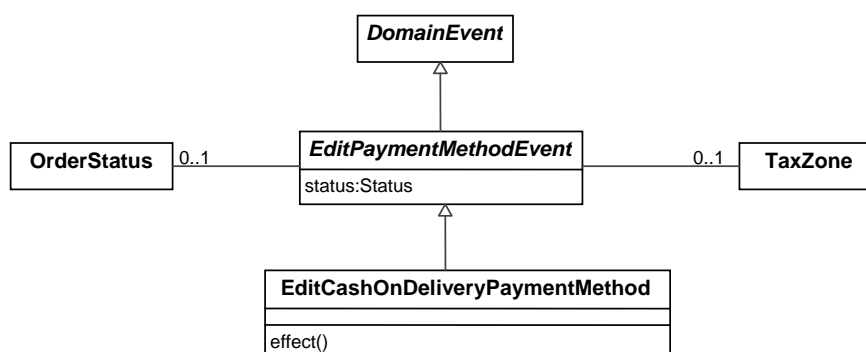 DomainEvent
OrderStatus
0..1
EditPaymentMethodEvent
0..1
TaxZone
status:Status
EditCashOnDeliveryPaymentMethod
effect()